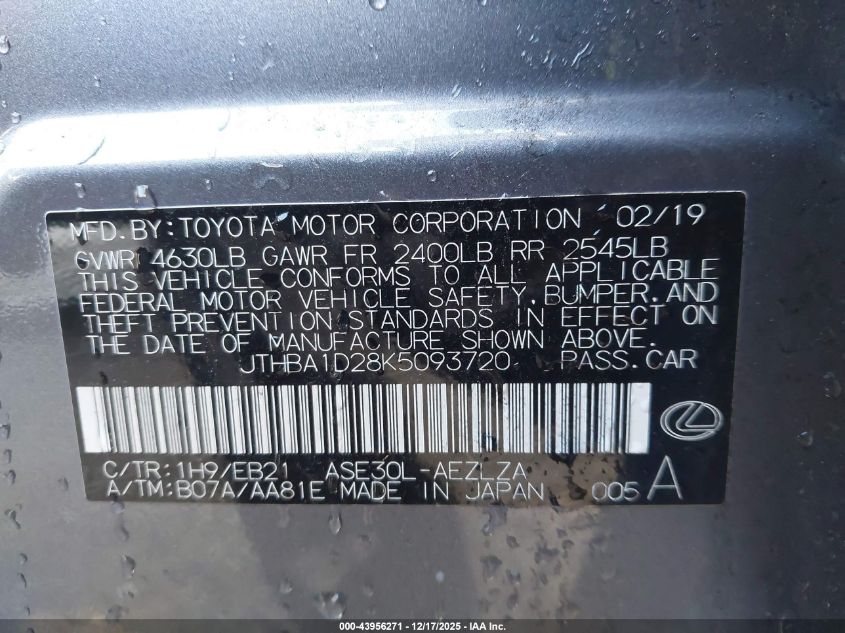 MFD.BY:TOYOTA MOTOR CORPORATION 02/19
GVWR 4630LB GAWR FR 2400LB RR 2545LB
THIS VEHICLE CONFORMS TO ALL APPLICABLE
FEDERAL MOTOR VEHICLE SAFETY,BUMPER,AND
THEFT PREVENTION STANDARDS IN EFFECT ON
THE DATE OF MANUFACTURE SHOWN ABOVE.
JTHBA1D28K5093720 PASS.CAR
C/TR:1H9/EB21 ASE30L-AEZLZA
A/TM:B07A/AA81E MADE IN JAPAN 005 A
000-43956271 - 12/17/2025 - IAA Inc.